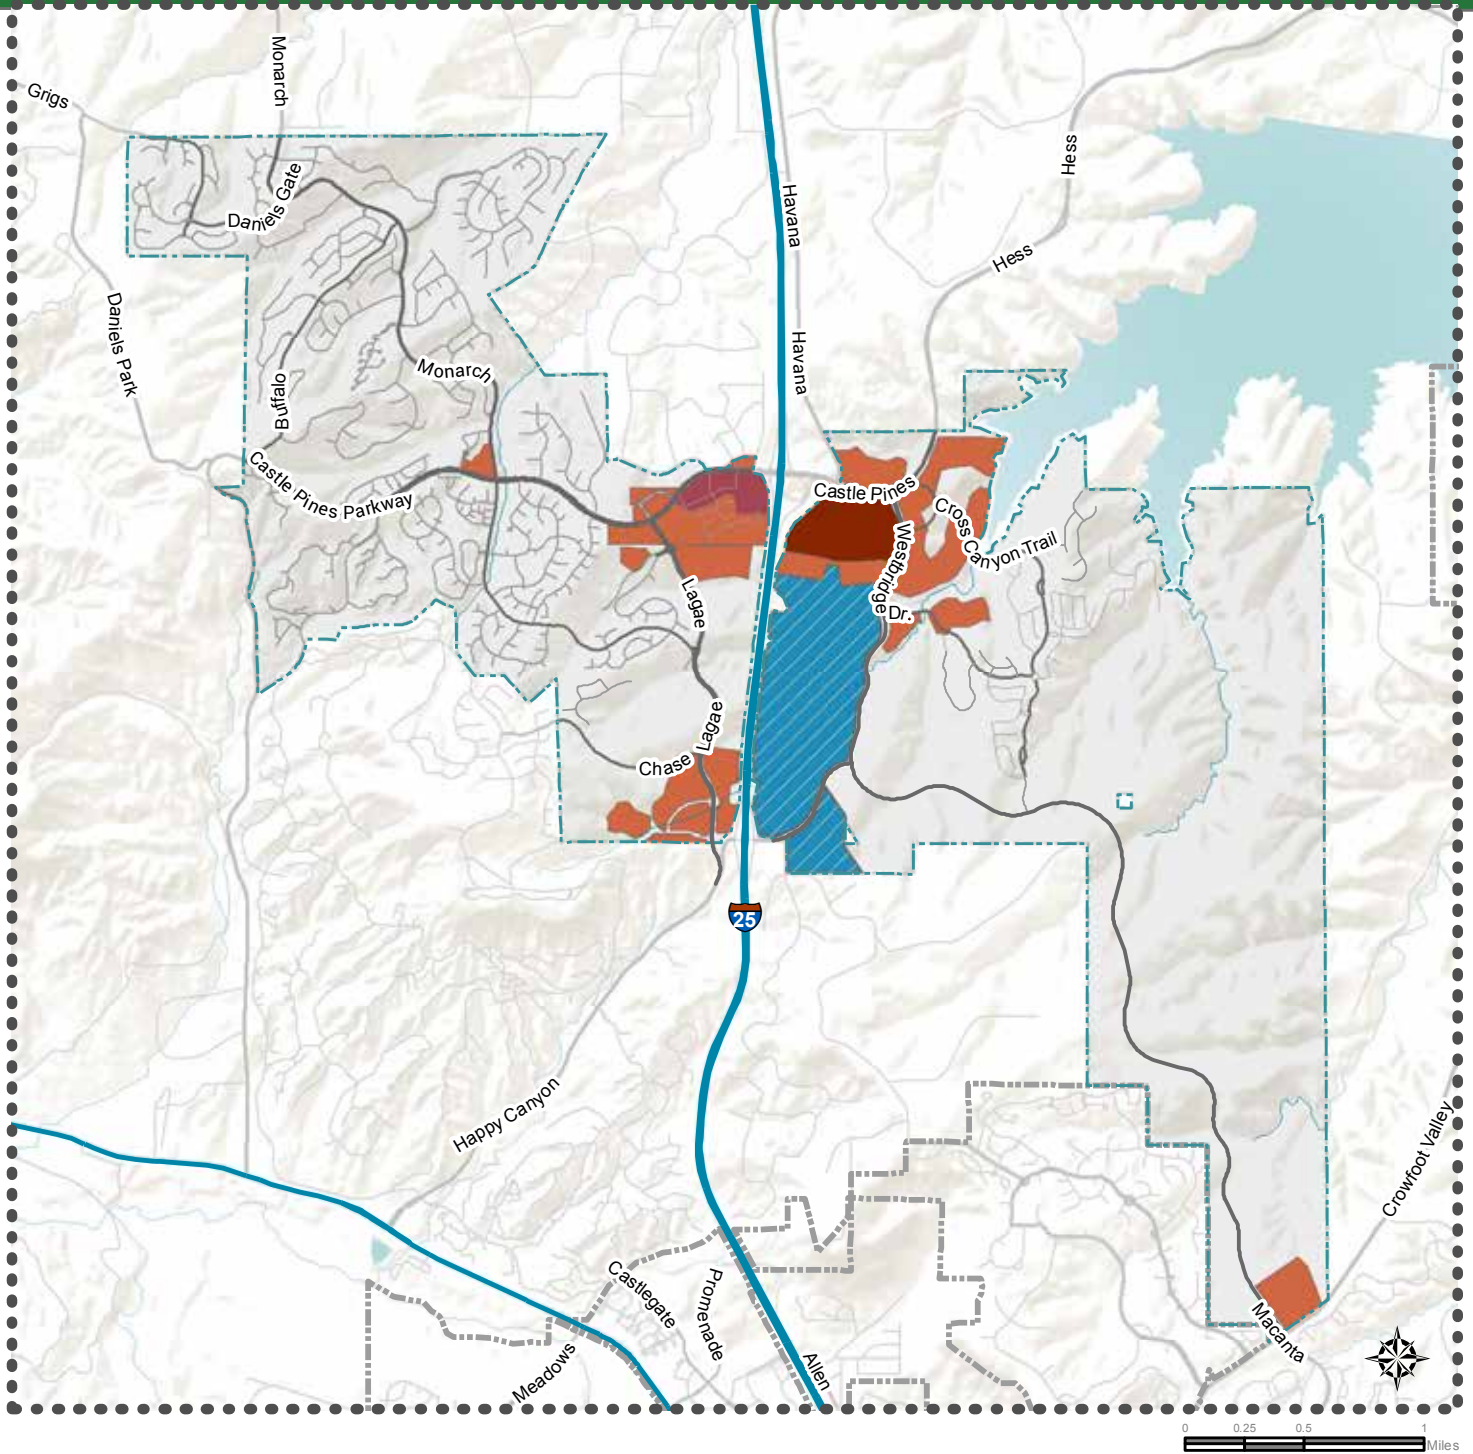 Monarch
Grigs
Hess
Daniels Gate
Havana
Hess
Daniels Park
Havana
Monarch
Buffalo
Castle Pines Parkway
Castle Pines
Cross Canyon Trail
Westbridge Dr.
Lagae
Lagae
Chase
25
Happy Canyon
Crowfoot Valley
Castlegate
Promenade
Macanta
Meadows
Allen
0 0.25 0.5 1
Miles